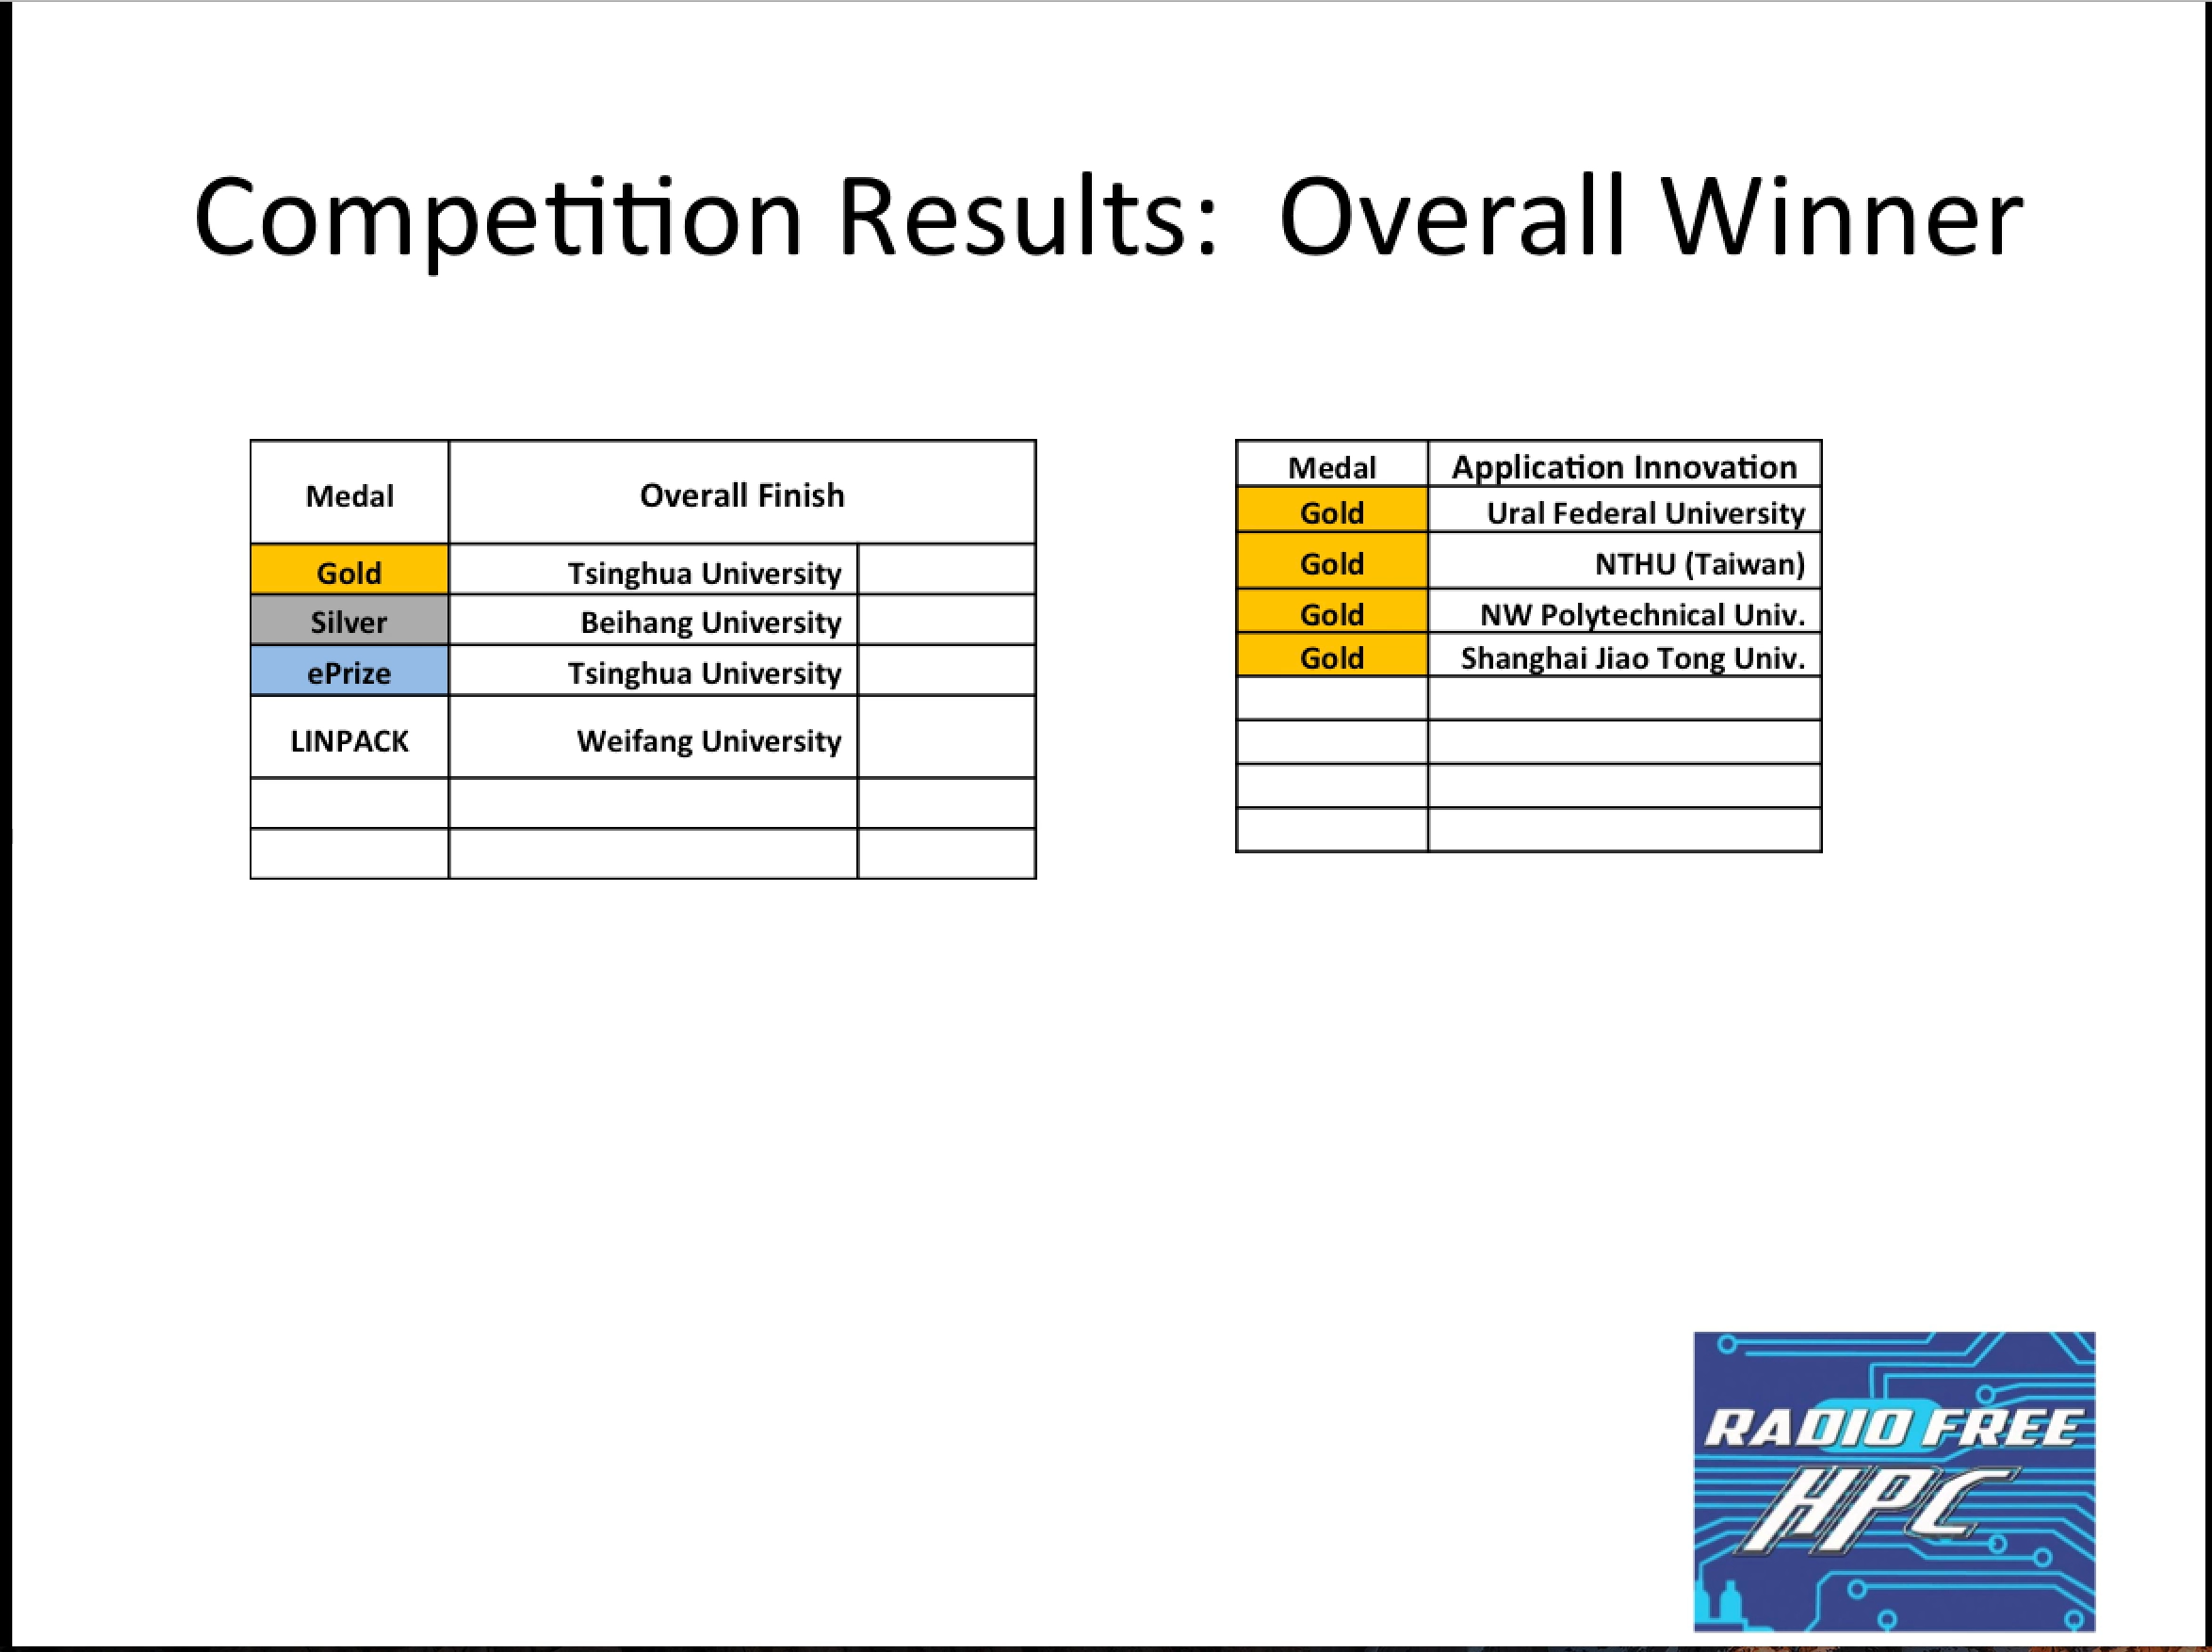 Competition Results: Overall Winner
Medal Overall Finish
Gold Tsinghua University
Silver Beihang University
ePrize Tsinghua University
LINPACK Weifang University
Medal Application Innovation
Gold Ural Federal University
Gold NTHU (Taiwan)
Gold NW Polytechnical Univ.
Gold Shanghai Jiao Tong Univ.
RADIO FREE
HPC